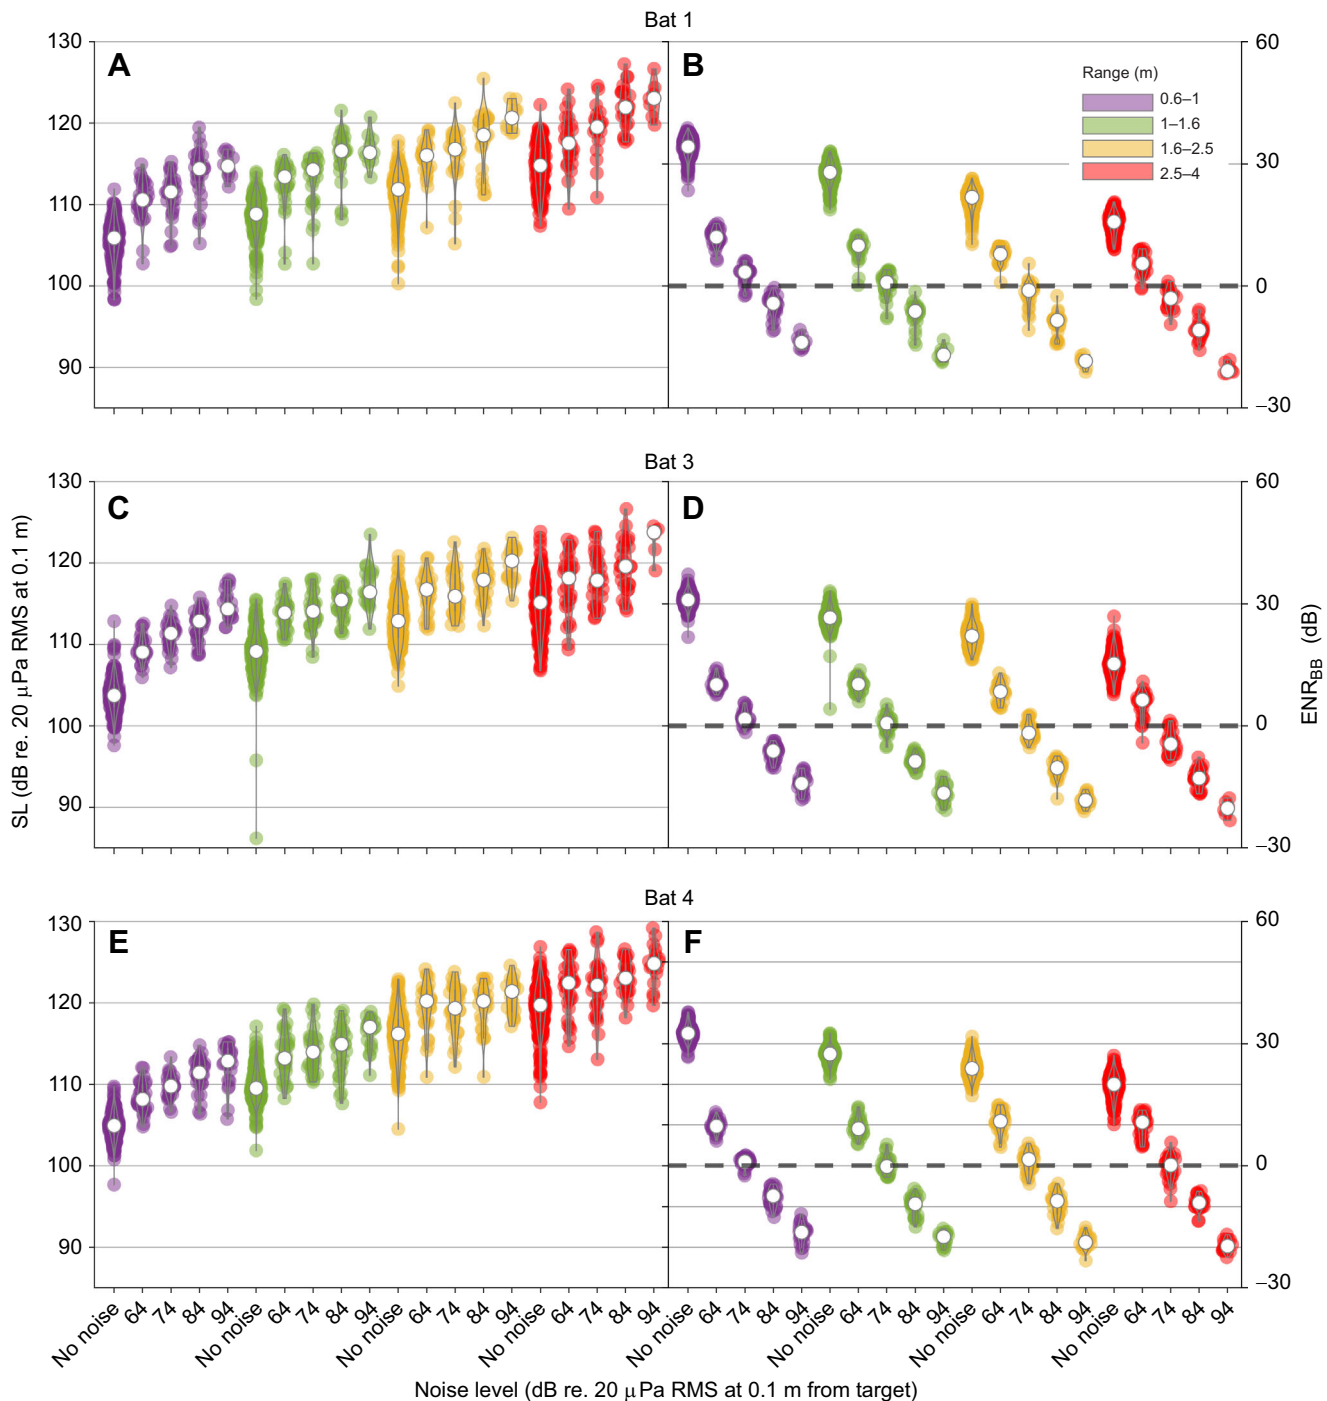 Bat 1
A
B
130
120
110
100
90
60
30
0
–30
Range (m)
0.6–1
1–1.6
1.6–2.5
2.5–4
Bat 3
C
D
130
120
110
100
90
60
30
0
–30
SL (dB re. 20 μPa RMS at 0.1 m)
ENRBB (dB)
Bat 4
E
F
130
120
110
100
90
60
30
0
–30
No noise 64 74 84 94 No noise 64 74 84 94 No noise 64 74 84 94 No noise 64 74 84 94 No noise 64 74 84 94 No noise 64 74 84 94 No noise 64 74 84 94 No noise 64 74 84 94
Noise level (dB re. 20 μPa RMS at 0.1 m from target)